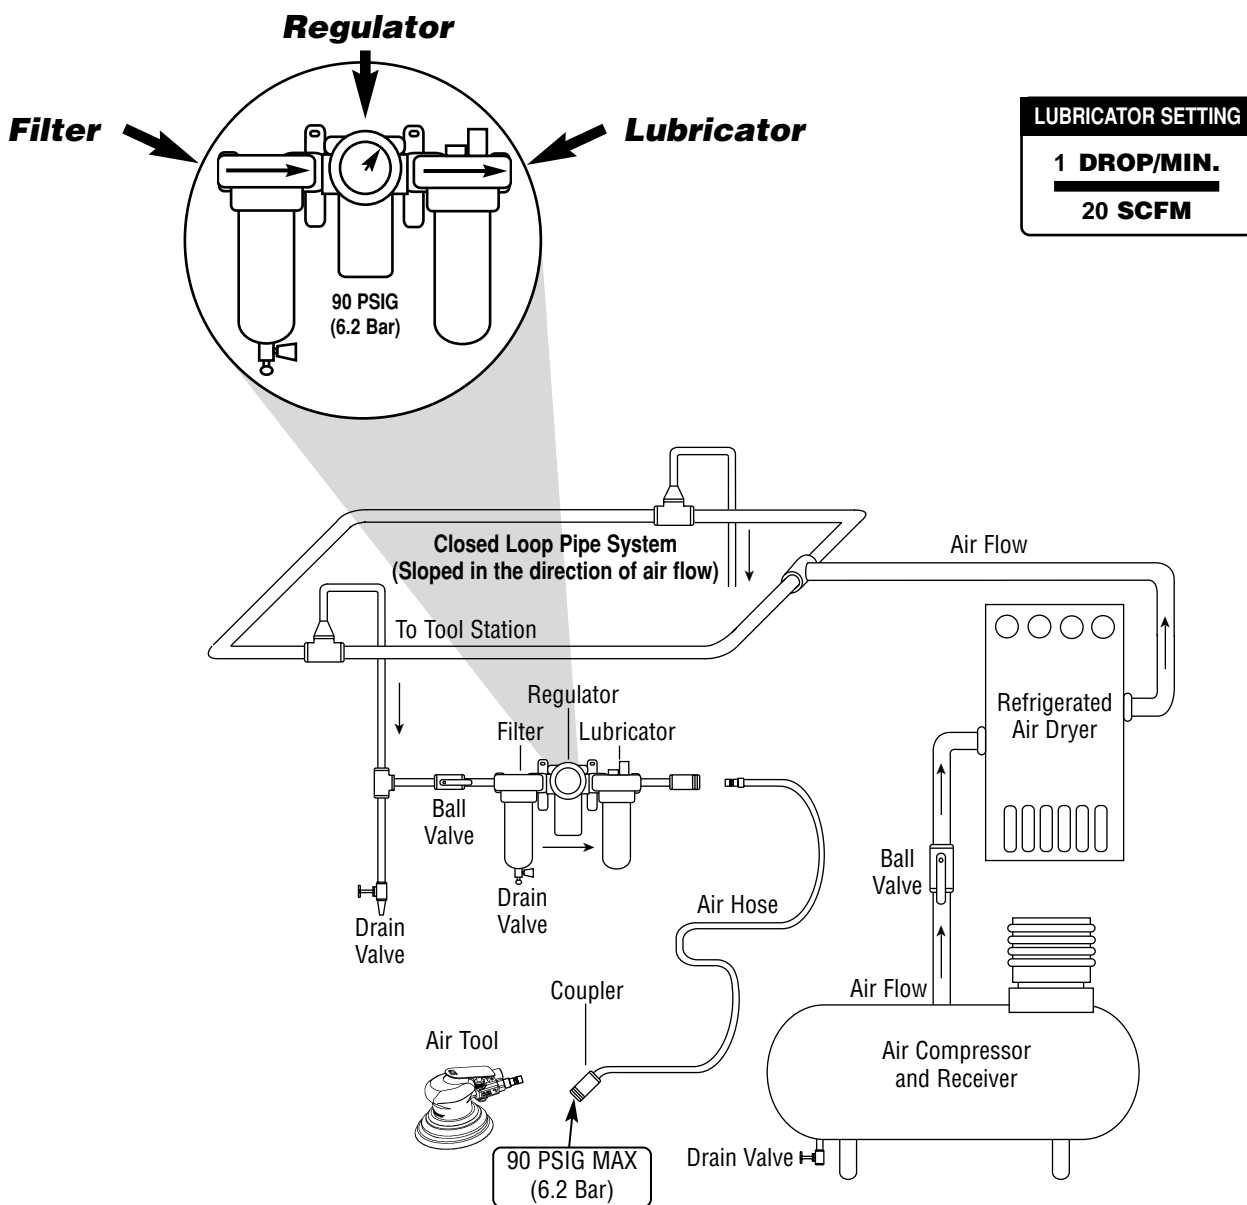 Regulator
Filter
Lubricator
LUBRICATOR SETTING
1 DROP/MIN.
20 SCFM
90 PSIG
(6.2 Bar)
Closed Loop Pipe System
(Sloped in the direction of air flow)
Air Flow
To Tool Station
Regulator
Filter
Lubricator
Refrigerated
Air Dryer
Ball
Valve
Ball
Valve
Drain
Valve
Drain
Valve
Air Hose
Coupler
Air Flow
Air Tool
Air Compressor
and Receiver
90 PSIG MAX
(6.2 Bar)
Drain Valve